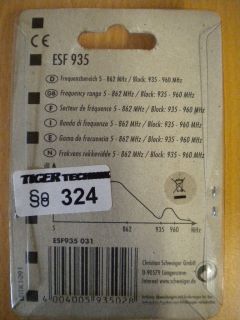 CE
ESF 935
D Frequenzbereich 5 - 862 MHz / Block: 935 - 960 MHz
GB Frequency range 5 - 862 MHz / Block: 935 - 960 MHz
F Secteur de fréquence 5 - 862 MHz / Block: 935 - 960 MHz
I Banda di frequenza 5 - 862 MHz / Block: 935 - 960 MHz
E Gama de frecuencia 5 - 862 MHz / Block: 935 - 960 MHz
N Frekvens rekkevidde 5 - 862 MHz / Block: 935 - 960 MHz
TIGER
324
5 862 935 960 MHz
ESF935 031
Christian Schwaiger GmbH
D-90579 Langenzenn
Internet:www.schwaiger.de
4 004005 935028